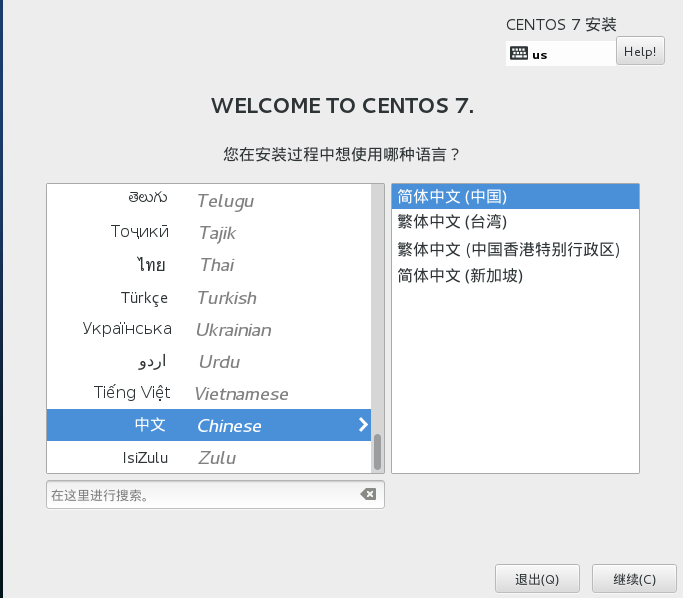 CENTOS 7 安装
us
Help!
WELCOME TO CENTOS 7.
您在安装过程中想使用哪种语言？
తెలుగు Telugu
Тоҷикӣ Tajik
ไทย Thai
Türkçe Turkish
Українська Ukrainian
اردو Urdu
Tiếng Việt Vietnamese
中文 Chinese
IsiZulu Zulu
简体中文 (中国)
繁体中文 (台湾)
繁体中文 (中国香港特别行政区)
简体中文 (新加坡)
在这里进行搜索。
退出(Q)
继续(C)